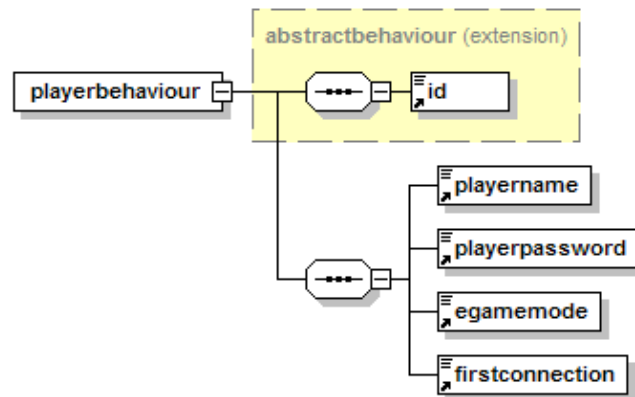 abstractbehaviour (extension)
playerbehaviour
id
playername
playerpassword
egamemode
firstconnection